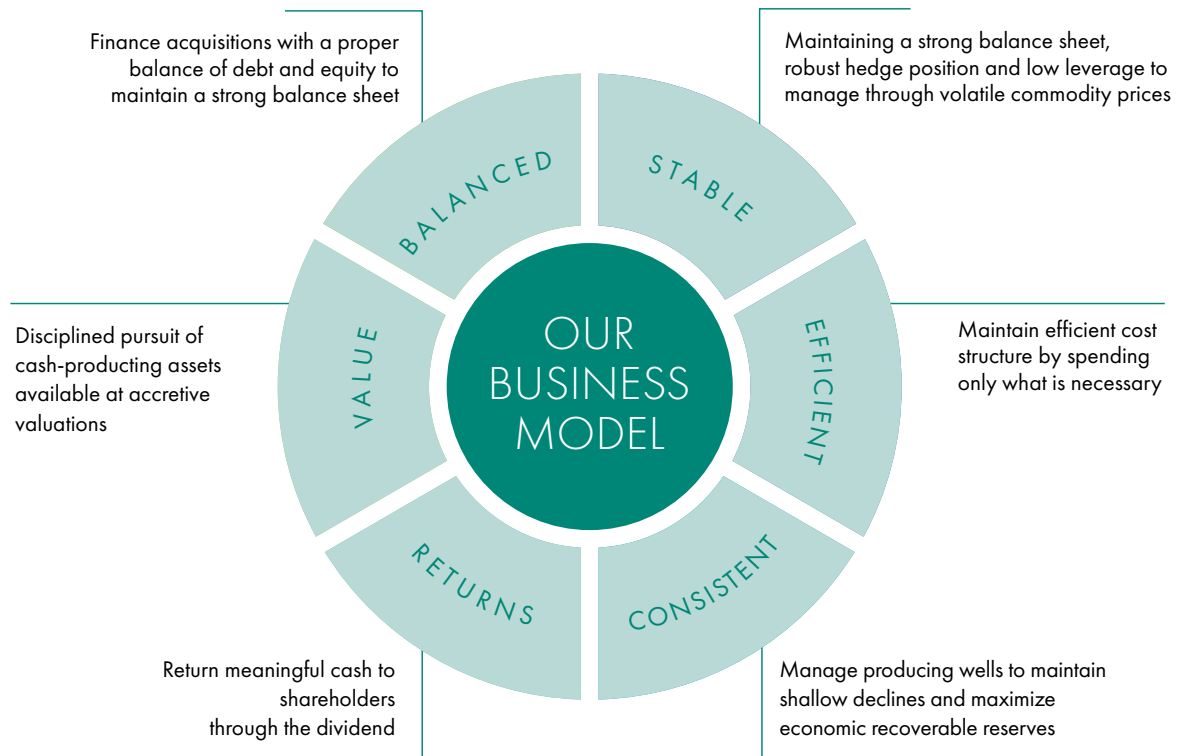 Finance acquisitions with a proper
balance of debt and equity to
maintain a strong balance sheet
Maintaining a strong balance sheet,
robust hedge position and low leverage to
manage through volatile commodity prices
BALANCED
STABLE
Disciplined pursuit of
cash-producting assets
available at accretive
valuations
VALUE
OUR
BUSINESS
MODEL
EFFICIENT
Maintain efficient cost
structure by spending
only what is necessary
RETURNS
CONSISTENT
Return meaningful cash to
shareholders
through the dividend
Manage producing wells to maintain
shallow declines and maximize
economic recoverable reserves